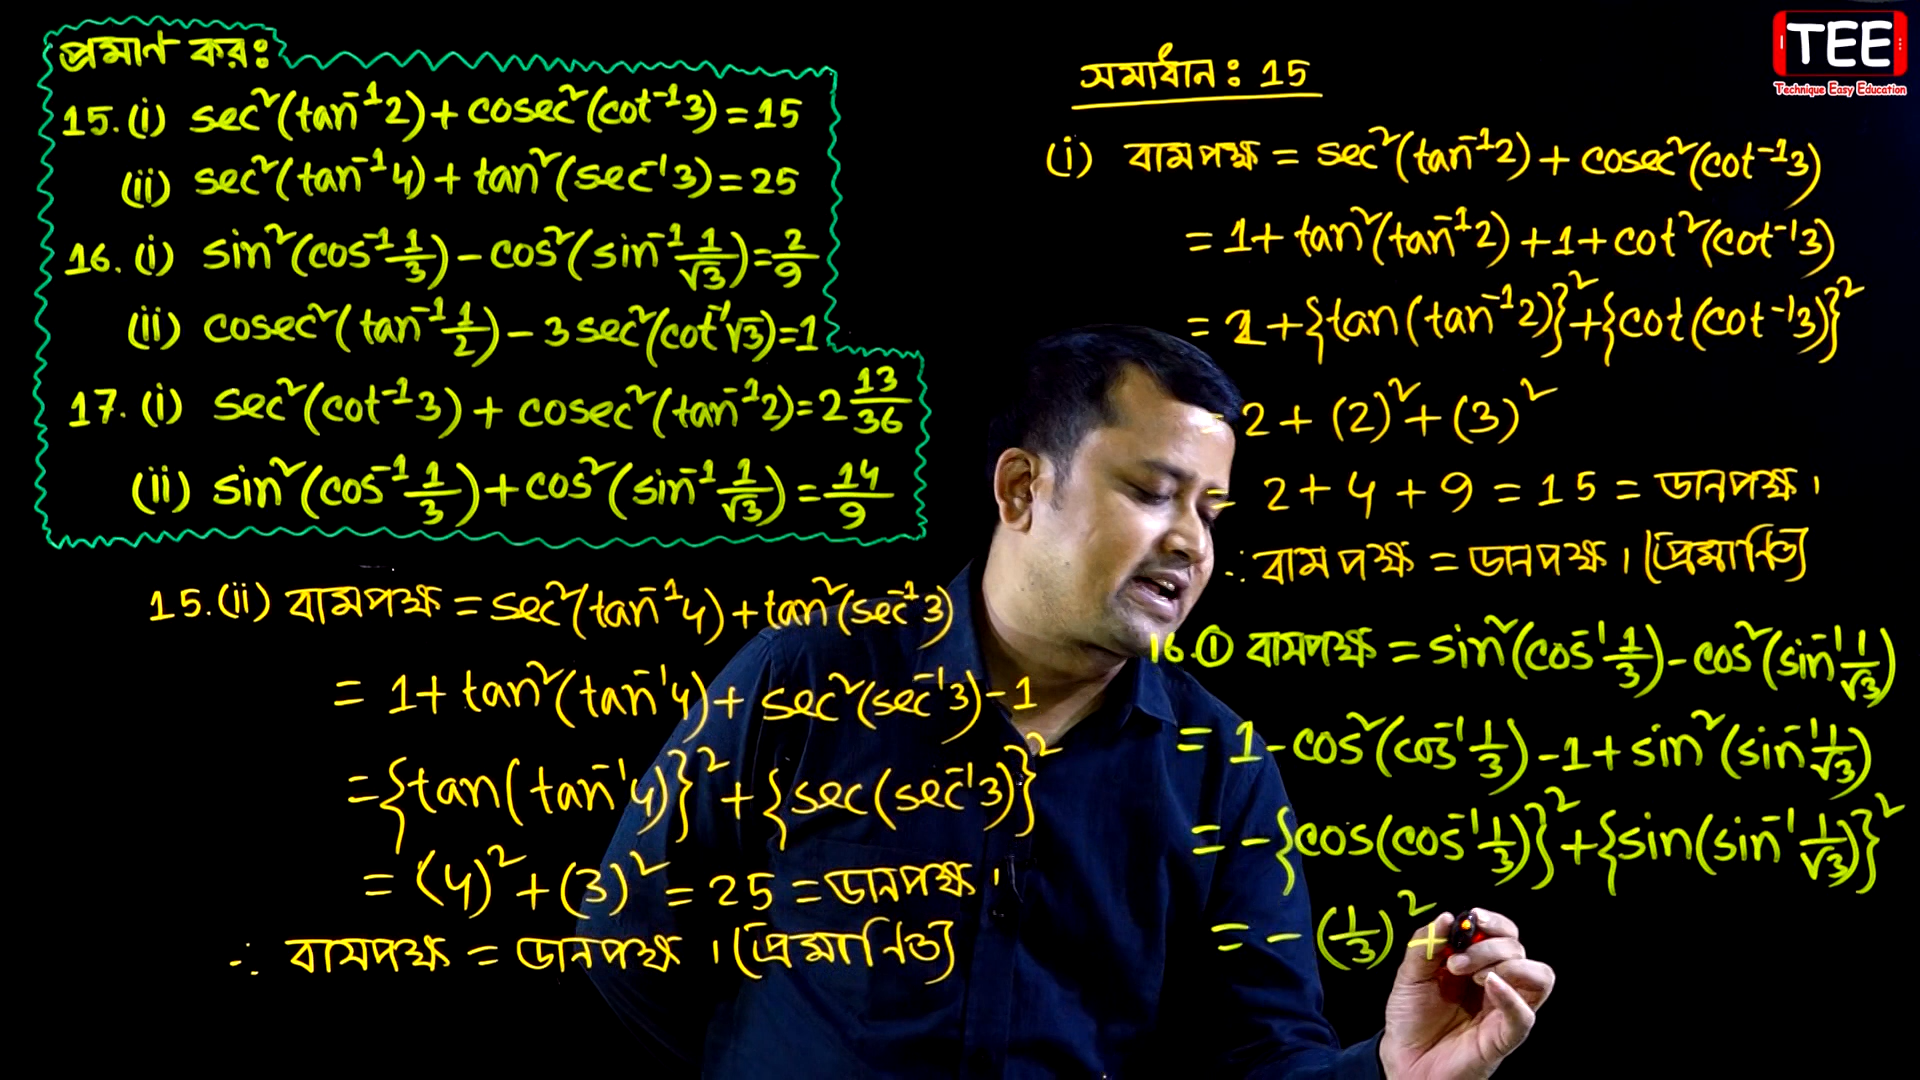 প্রমাণ কর:
15. (i) sec²(tan⁻¹2) + cosec²(cot⁻¹3) = 15
(ii) sec²(tan⁻¹4) + tan²(sec⁻¹3) = 25
16. (i) sin²(cos⁻¹ 1/3) - cos²(sin⁻¹ 1/√3) = 2/9
(ii) cosec²(tan⁻¹ 1/2) - 3 sec²(cot⁻¹√3) = 1
17. (i) sec²(cot⁻¹3) + cosec²(tan⁻¹2) = 2 13/36
(ii) sin²(cos⁻¹ 1/3) + cos²(sin⁻¹ 1/√3) = 14/9
15. (ii) বামপক্ষ = sec²(tan⁻¹4) + tan²(sec⁻¹3)
= 1 + tan²(tan⁻¹4) + sec²(sec⁻¹3) - 1
= {tan(tan⁻¹4)}² + {sec(sec⁻¹3)}²
= (4)² + (3)² = 25 = ডানপক্ষ।
∴ বামপক্ষ = ডানপক্ষ। (প্রমাণিত)
সমাধান: 15
(i) বামপক্ষ = sec²(tan⁻¹2) + cosec²(cot⁻¹3)
= 1 + tan²(tan⁻¹2) + 1 + cot²(cot⁻¹3)
= 2 + {tan(tan⁻¹2)}² + {cot(cot⁻¹3)}²
= 2 + (2)² + (3)²
= 2 + 4 + 9 = 15 = ডানপক্ষ।
∴ বামপক্ষ = ডানপক্ষ। (প্রমাণিত)
16. (i) বামপক্ষ = sin²(cos⁻¹ 1/3) - cos²(sin⁻¹ 1/√3)
= 1 - cos²(cos⁻¹ 1/3) - 1 + sin²(sin⁻¹ 1/√3)
= - {cos(cos⁻¹ 1/3)}² + {sin(sin⁻¹ 1/√3)}²
= - (1/3)² +
TEE
Technique Easy Education